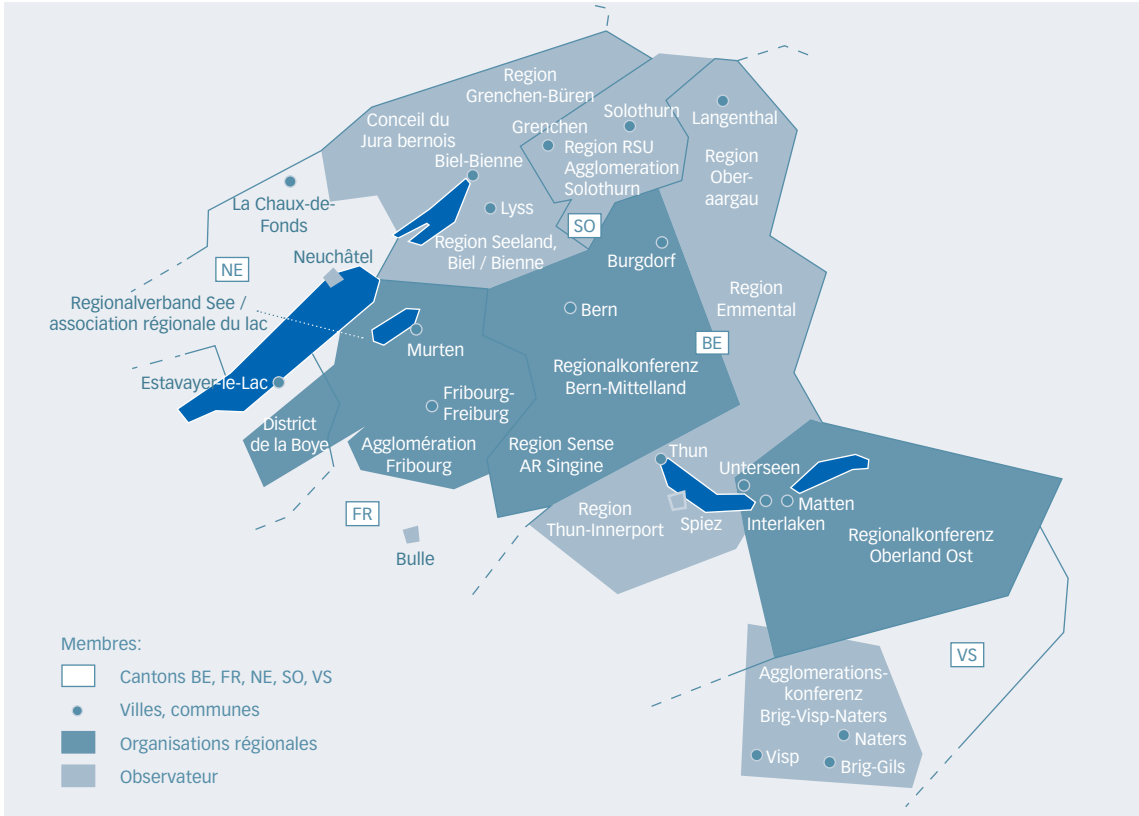 Region
Grenchen-Büren
Conceil du
Jura bernois
Grenchen
Solothurn
Langenthal
Region RSU
Agglomeration
Solothurn
Region
Ober-
aargau
Biel-Bienne
Lyss
La Chaux-de-
Fonds
SO
Region Seeland,
Biel / Bienne
Burgdorf
Neuchâtel
NE
Region
Emmental
Regionalverband See /
association régionale du lac
Bern
Murten
BE
Regionalkonferenz
Bern-Mittelland
Estavayer-le-Lac
Fribourg-
Freiburg
District
de la Boye
Agglomération
Fribourg
Region Sense
AR Singine
Thun
Unterseen
FR
Region
Thun-Innerport
Spiez
Interlaken
Matten
Regionalkonferenz
Oberland Ost
Bulle
Membres:
Cantons BE, FR, NE, SO, VS
Villes, communes
Organisations régionales
Observateur
VS
Agglomerations-
konferenz
Brig-Visp-Naters
Naters
Visp
Brig-Gils